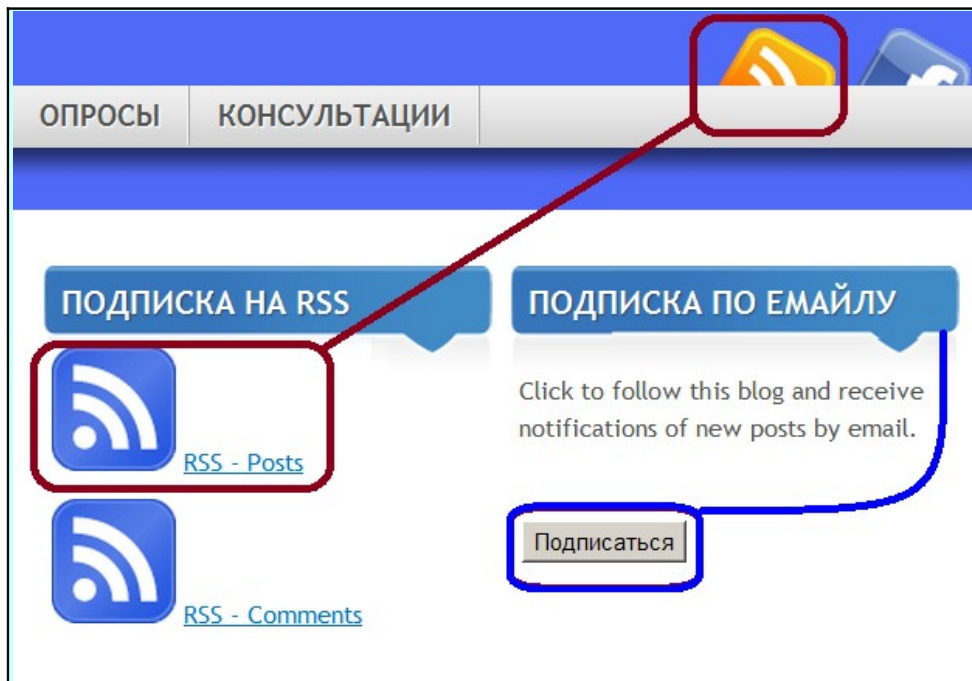 ОПРОСЫ
КОНСУЛЬТАЦИИ
ПОДПИСКА НА RSS
RSS - Posts
RSS - Comments
ПОДПИСКА ПО ЕМАЙЛУ
Click to follow this blog and receive
notifications of new posts by email.
Подписаться